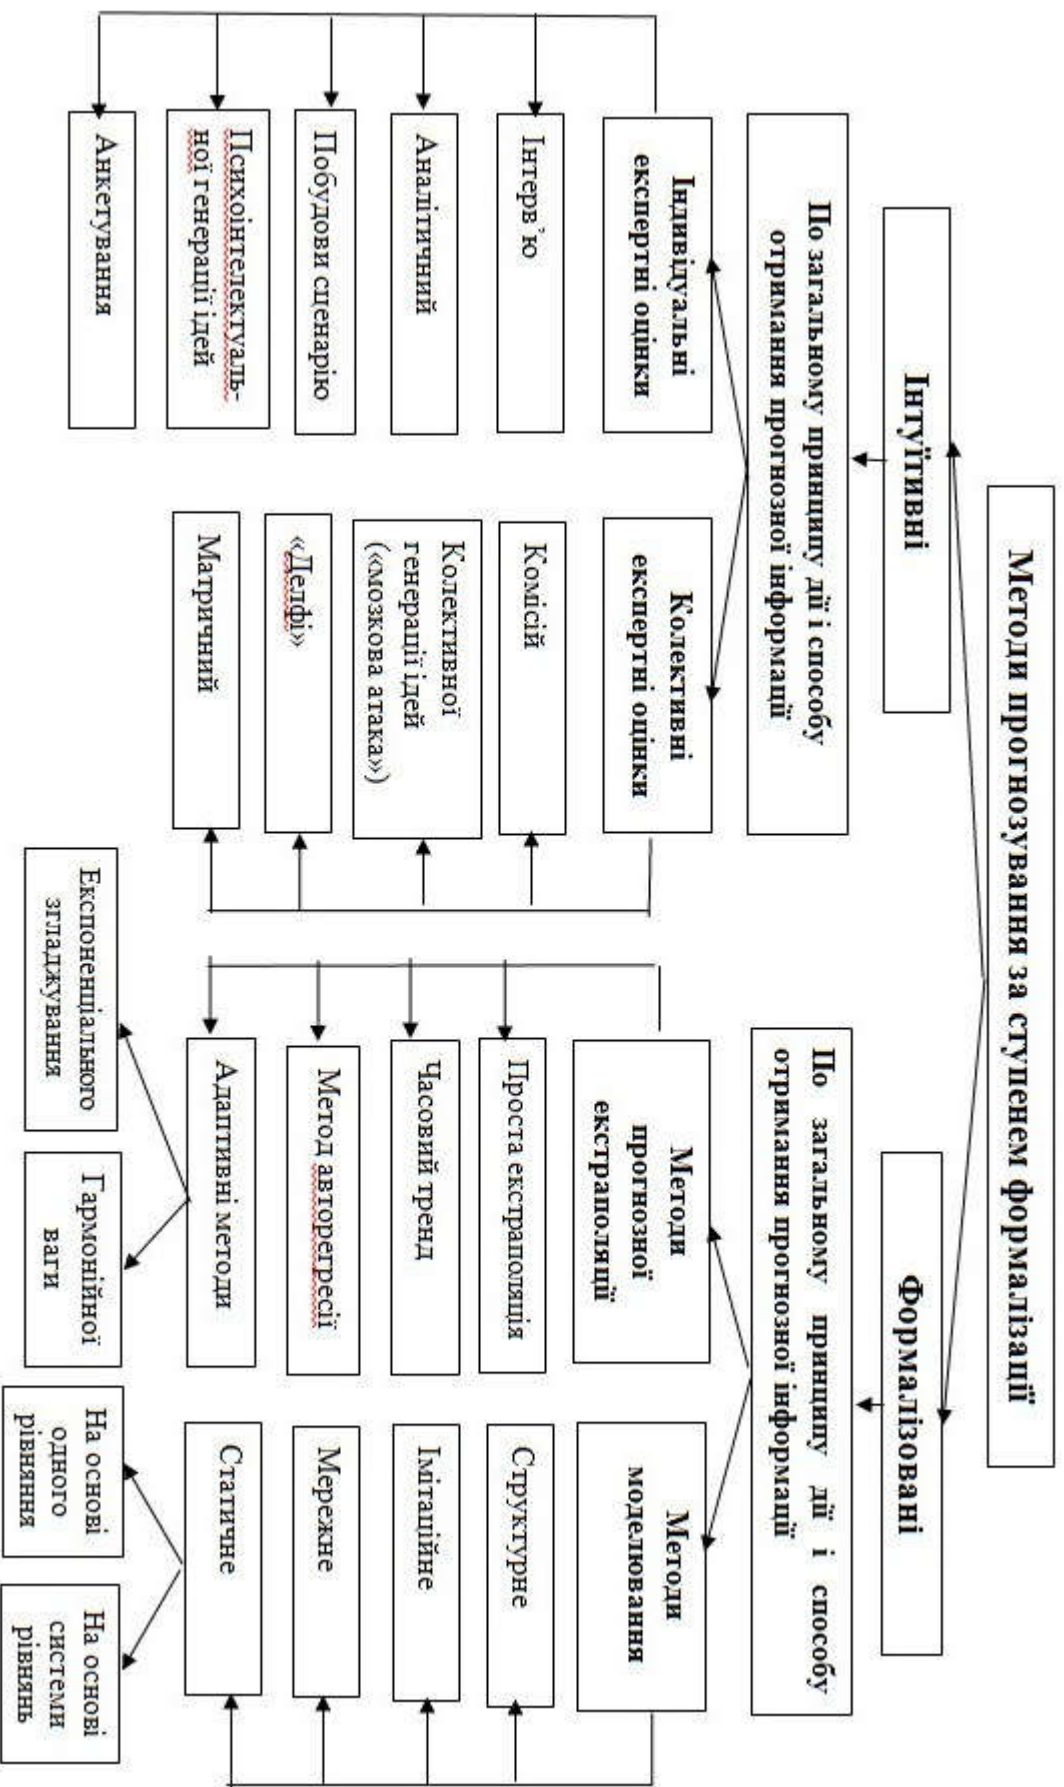 Методи прогнозування за ступенем формалізації
Інтуїтивні
Формалізовані
По загальному принципу дії і способу
отримання прогнозної інформації
По загальному принципу дії і способу
отримання прогнозної інформації
Індивідуальні
експертні оцінки
Колективні
експертні оцінки
Методи
прогнозної
екстраполяції
Методи
моделювання
Інтерв’ю
Комісій
Проста екстраполяція
Структурне
Аналітичний
Колективної
генерації ідей
(«мозкова атака»)
Часовий тренд
Імітаційне
Побудови сценарію
«Делфі»
Метод авторегресії
Мережне
Психоінтелектуаль-
ної генерації ідей
Матричний
Адаптивні методи
Статичне
Анкетування
Експоненціального
згладжування
Гармонійної
ваги
На основі
одного
рівняння
На основі
системи
рівнянь